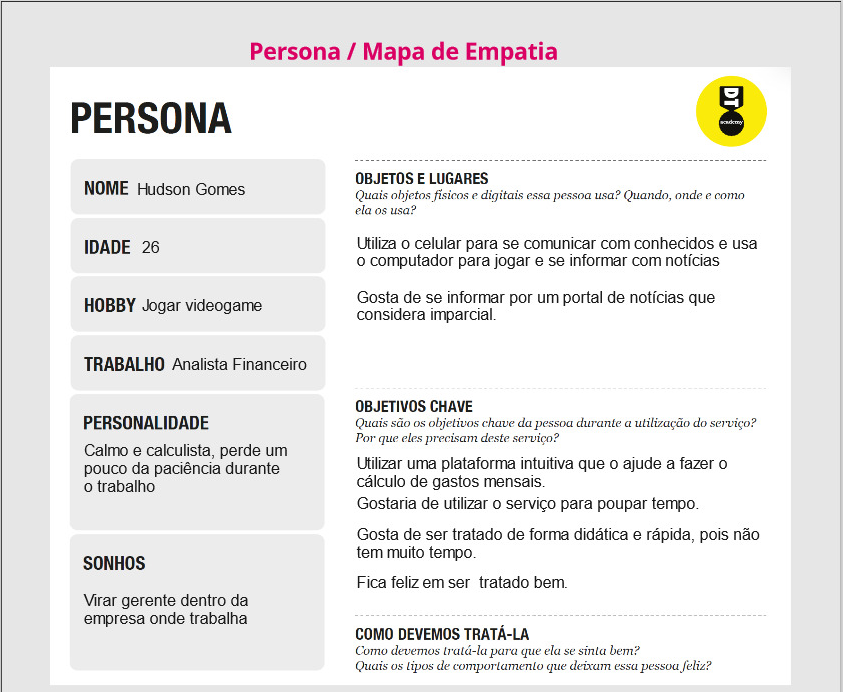 Persona / Mapa de Empatia
PERSONA
DT
academy
NOME Hudson Gomes
IDADE 26
HOBBY Jogar videogame
TRABALHO Analista Financeiro
PERSONALIDADE
Calmo e calculista, perde um
pouco da paciência durante
o trabalho
SONHOS
Virar gerente dentro da
empresa onde trabalha
OBJETOS E LUGARES
Quais objetos físicos e digitais essa pessoa usa? Quando, onde e como
ela os usa?
Utiliza o celular para se comunicar com conhecidos e usa
o computador para jogar e se informar com notícias
Gosta de se informar por um portal de notícias que
considera imparcial.
OBJETIVOS CHAVE
Quais são os objetivos chave da pessoa durante a utilização do serviço?
Por que eles precisam deste serviço?
Utilizar uma plataforma intuitiva que o ajude a fazer o
cálculo de gastos mensais.
Gostaria de utilizar o serviço para poupar tempo.
Gosta de ser tratado de forma didática e rápida, pois não
tem muito tempo.
Fica feliz em ser tratado bem.
COMO DEVEMOS TRATÁ-LA
Como devemos tratá-la para que ela se sinta bem?
Quais os tipos de comportamento que deixam essa pessoa feliz?